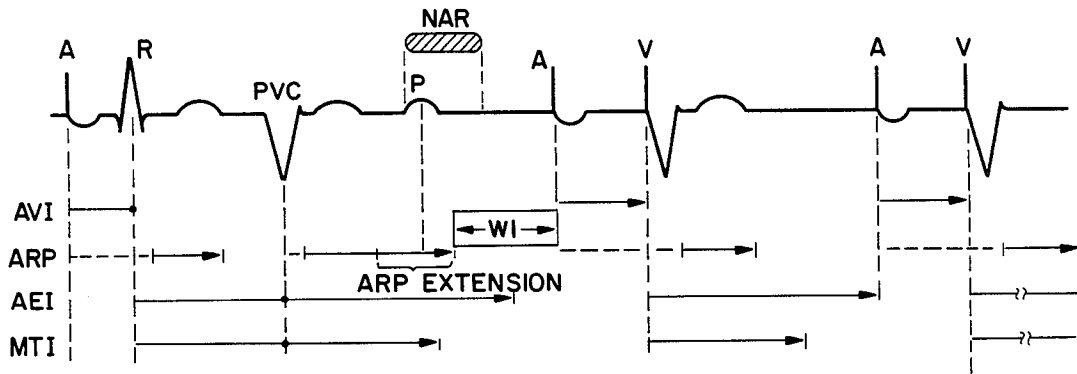 NAR
A R PVC P A V A V
AVI
WI
ARP
ARP EXTENSION
AEI
MTI